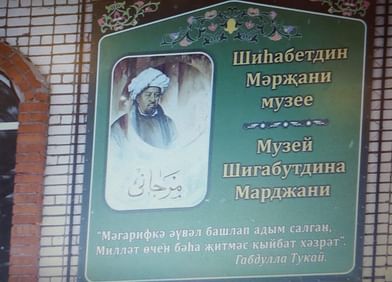 Шиһабетдин
Мәрҗани
музее
Музей
Шигабутдина
Марджани
مرجاني
"Мәгарифкә әүвәл башлап адым салган,
Милләт өчен бәһа җитмәс кыйбат хәзрәт".
Габдулла Тукай.